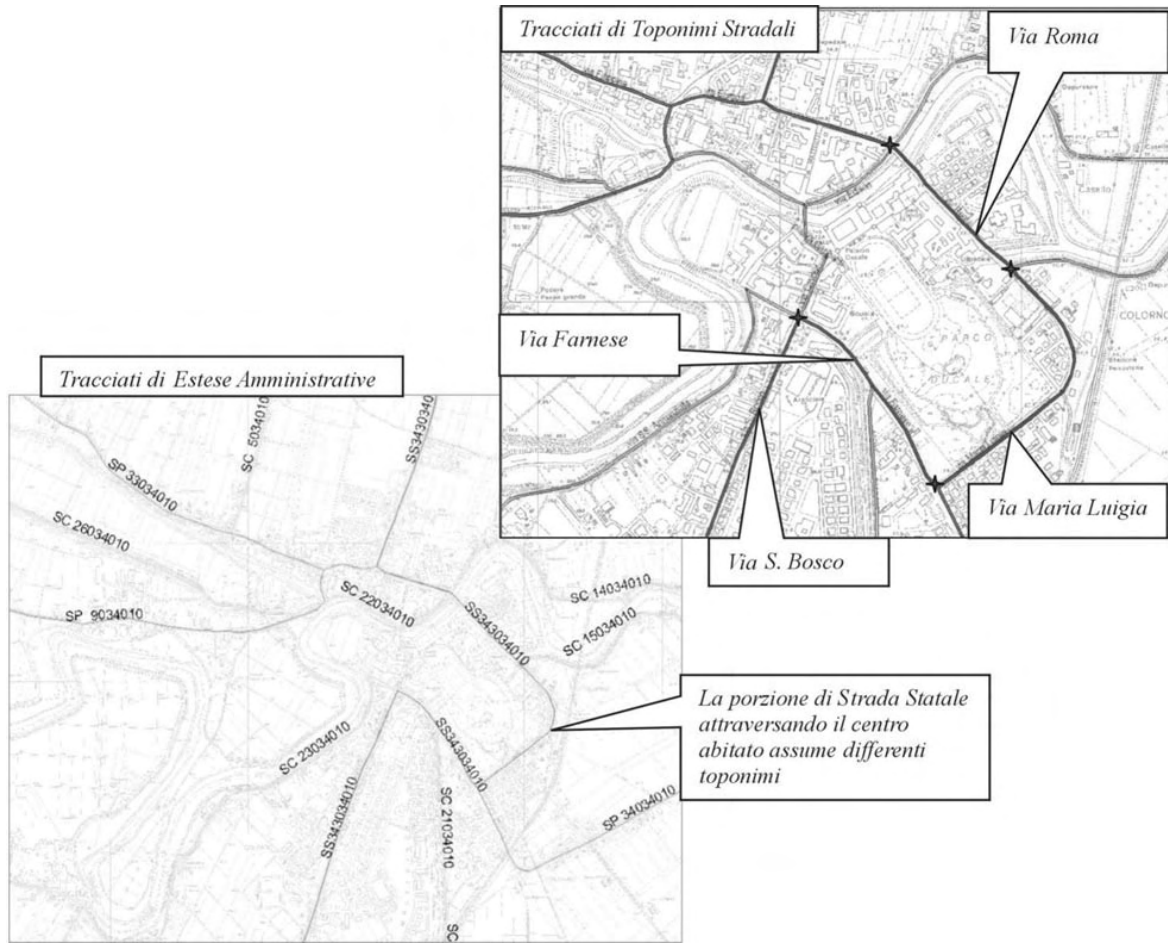 Tracciati di Toponimi Stradali
Via Roma
Casello
COLORNO
PARCO
DUCALE
Via Farnese
Via Maria Luigia
Via S. Bosco
Tracciati di Estese Amministrative
SP 33034010
SC 5034010
SS3430340
SC 26034010
SP 9034010
SC 22034010
SS343034010
SC 14034010
SC 15034010
SC 23034010
SS343034010
SS343034010
SC 21034010
SP 34034010
SC
La porzione di Strada Statale
attraversando il centro
abitato assume differenti
toponimi